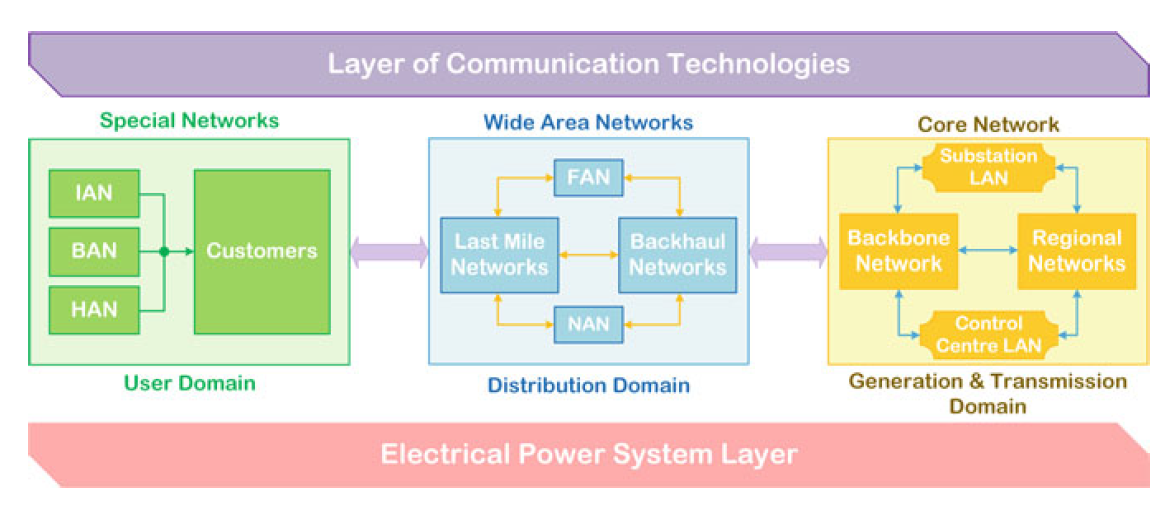 Layer of Communication Technologies
Special Networks
IAN
BAN
HAN
Customers
User Domain
Wide Area Networks
FAN
Last Mile
Networks
Backhaul
Networks
NAN
Distribution Domain
Core Network
Substation
LAN
Backbone
Network
Regional
Networks
Control
Centre LAN
Generation & Transmission
Domain
Electrical Power System Layer